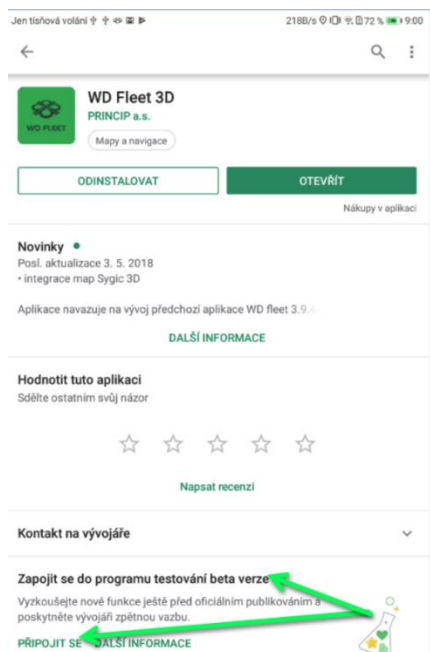 Jen tísňová volání
218B/s 72 % 9:00
WD FLEET
WD Fleet 3D
PRINCIP a.s.
Mapy a navigace
ODINSTALOVAT
OTEVŘÍT
Nákupy v aplikaci
Novinky
Posl. aktualizace 3. 5. 2018
• integrace map Sygic 3D
Aplikace navazuje na vývoj předchozí aplikace WD fleet 3.9.
DALŠÍ INFORMACE
Hodnotit tuto aplikaci
Sdělte ostatním svůj názor
Napsat recenzi
Kontakt na vývojáře
Zapojit se do programu testování beta verze
Vyzkoušejte nové funkce ještě před oficiálním publikováním a
poskytněte vývojáři zpětnou vazbu.
PŘIPOJIT SE DALŠÍ INFORMACE